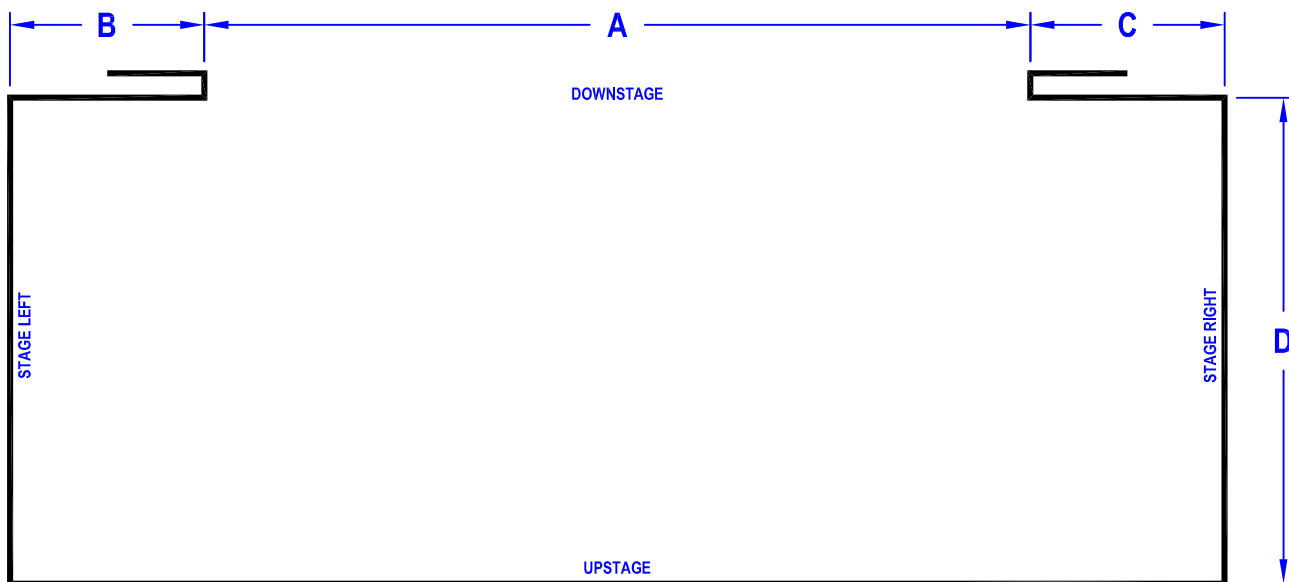 B
A
C
DOWNSTAGE
STAGE LEFT
STAGE RIGHT
D
UPSTAGE